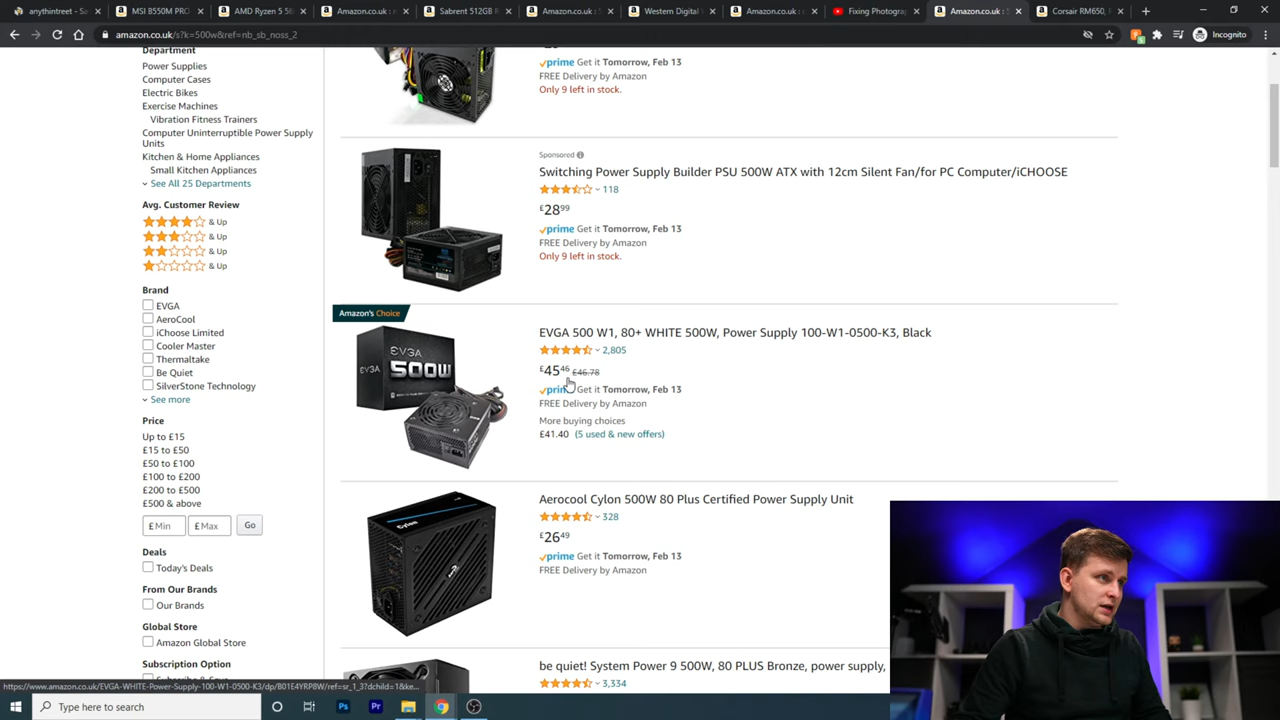 anythintreet - Sa
MSI B550M PRO
AMD Ryzen 5 56
Amazon.co.uk : r
Sabrent 512GB R
Amazon.co.uk : S
Western Digital
Amazon.co.uk :
Fixing Photograp
Amazon.co.uk : 5
Corsair RM650,
amazon.co.uk/s?k=500w&ref=nb_sb_noss_2
Incognito
Department
Power Supplies
Computer Cases
Electric Bikes
Exercise Machines
Vibration Fitness Trainers
Computer Uninterruptible Power Supply
Units
Kitchen & Home Appliances
Small Kitchen Appliances
See All 25 Departments
Avg. Customer Review
& Up
& Up
& Up
& Up
Brand
EVGA
AeroCool
iChoose Limited
Cooler Master
Thermaltake
Be Quiet
SilverStone Technology
See more
Price
Up to £15
£15 to £50
£50 to £100
£100 to £200
£200 to £500
£500 & above
£ Min
£ Max
Go
Deals
Today's Deals
From Our Brands
Our Brands
Global Store
Amazon Global Store
Subscription Option
prime Get it Tomorrow, Feb 13
FREE Delivery by Amazon
Only 9 left in stock.
Sponsored
Switching Power Supply Builder PSU 500W ATX with 12cm Silent Fan/for PC Computer/iCHOOSE
118
£28.99
prime Get it Tomorrow, Feb 13
FREE Delivery by Amazon
Only 9 left in stock.
Amazon's Choice
EVGA
500W
EVGA 500 W1, 80+ WHITE 500W, Power Supply 100-W1-0500-K3, Black
2,805
£45.46 £46.78
prime Get it Tomorrow, Feb 13
FREE Delivery by Amazon
More buying choices
£41.40 (5 used & new offers)
Cylon
Aerocool Cylon 500W 80 Plus Certified Power Supply Unit
328
£26.49
prime Get it Tomorrow, Feb 13
FREE Delivery by Amazon
be quiet! System Power 9 500W, 80 PLUS Bronze, power supply,
3,334
https://www.amazon.co.uk/EVGA-WHITE-Power-Supply-100-W1-0500-K3/dp/B01E4YRP8W/ref=sr_1_3?dchild=1&ke...
Type here to search
Ps
Pr